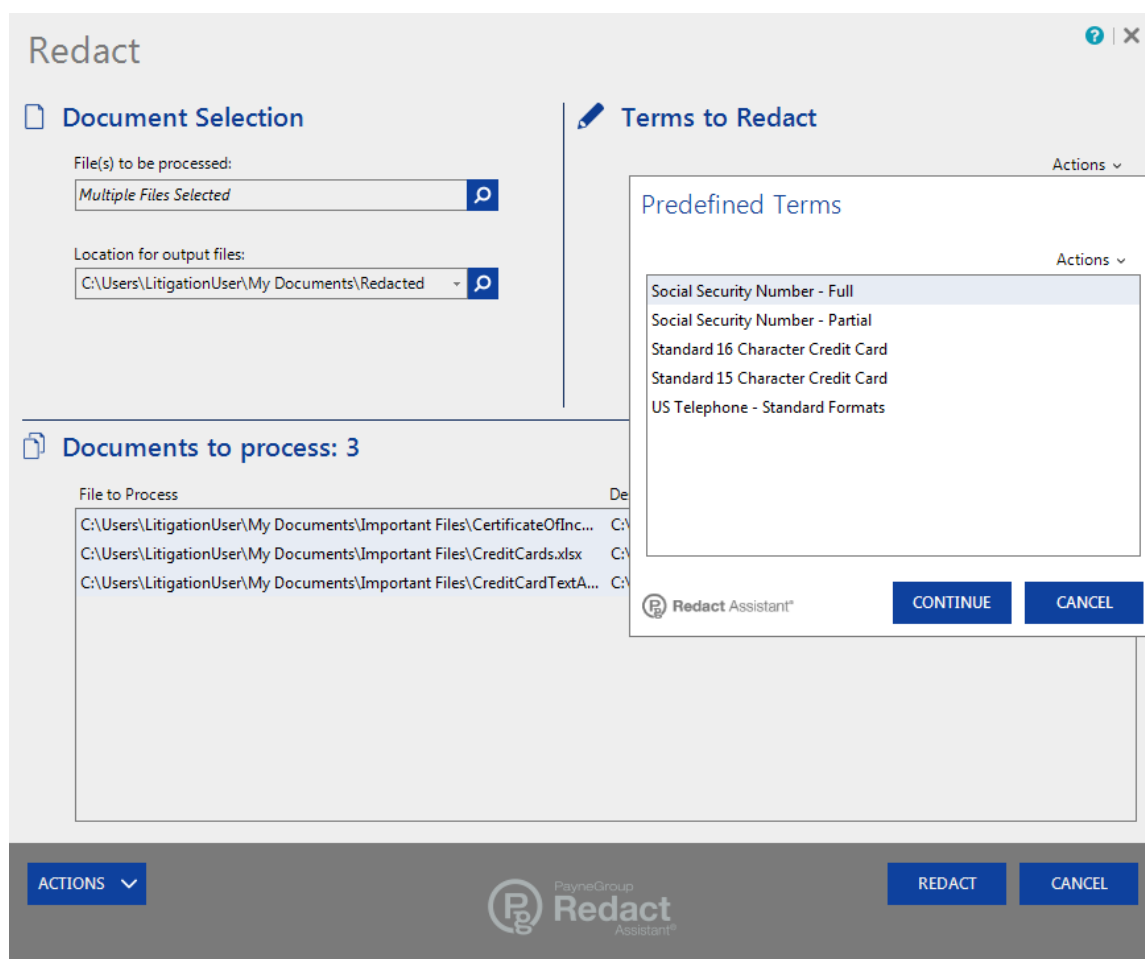 Redact
Document Selection
File(s) to be processed:
Multiple Files Selected
Location for output files:
C:\Users\LitigationUser\My Documents\Redacted
Terms to Redact
Actions
Predefined Terms
Actions
Social Security Number - Full
Social Security Number - Partial
Standard 16 Character Credit Card
Standard 15 Character Credit Card
US Telephone - Standard Formats
Redact Assistant®
CONTINUE
CANCEL
Documents to process: 3
File to Process De
C:\Users\LitigationUser\My Documents\Important Files\CertificateOfInc... C:\
C:\Users\LitigationUser\My Documents\Important Files\CreditCards.xlsx C:\
C:\Users\LitigationUser\My Documents\Important Files\CreditCardTextA... C:\
ACTIONS
Pg
PayneGroup
Redact
Assistant®
REDACT
CANCEL